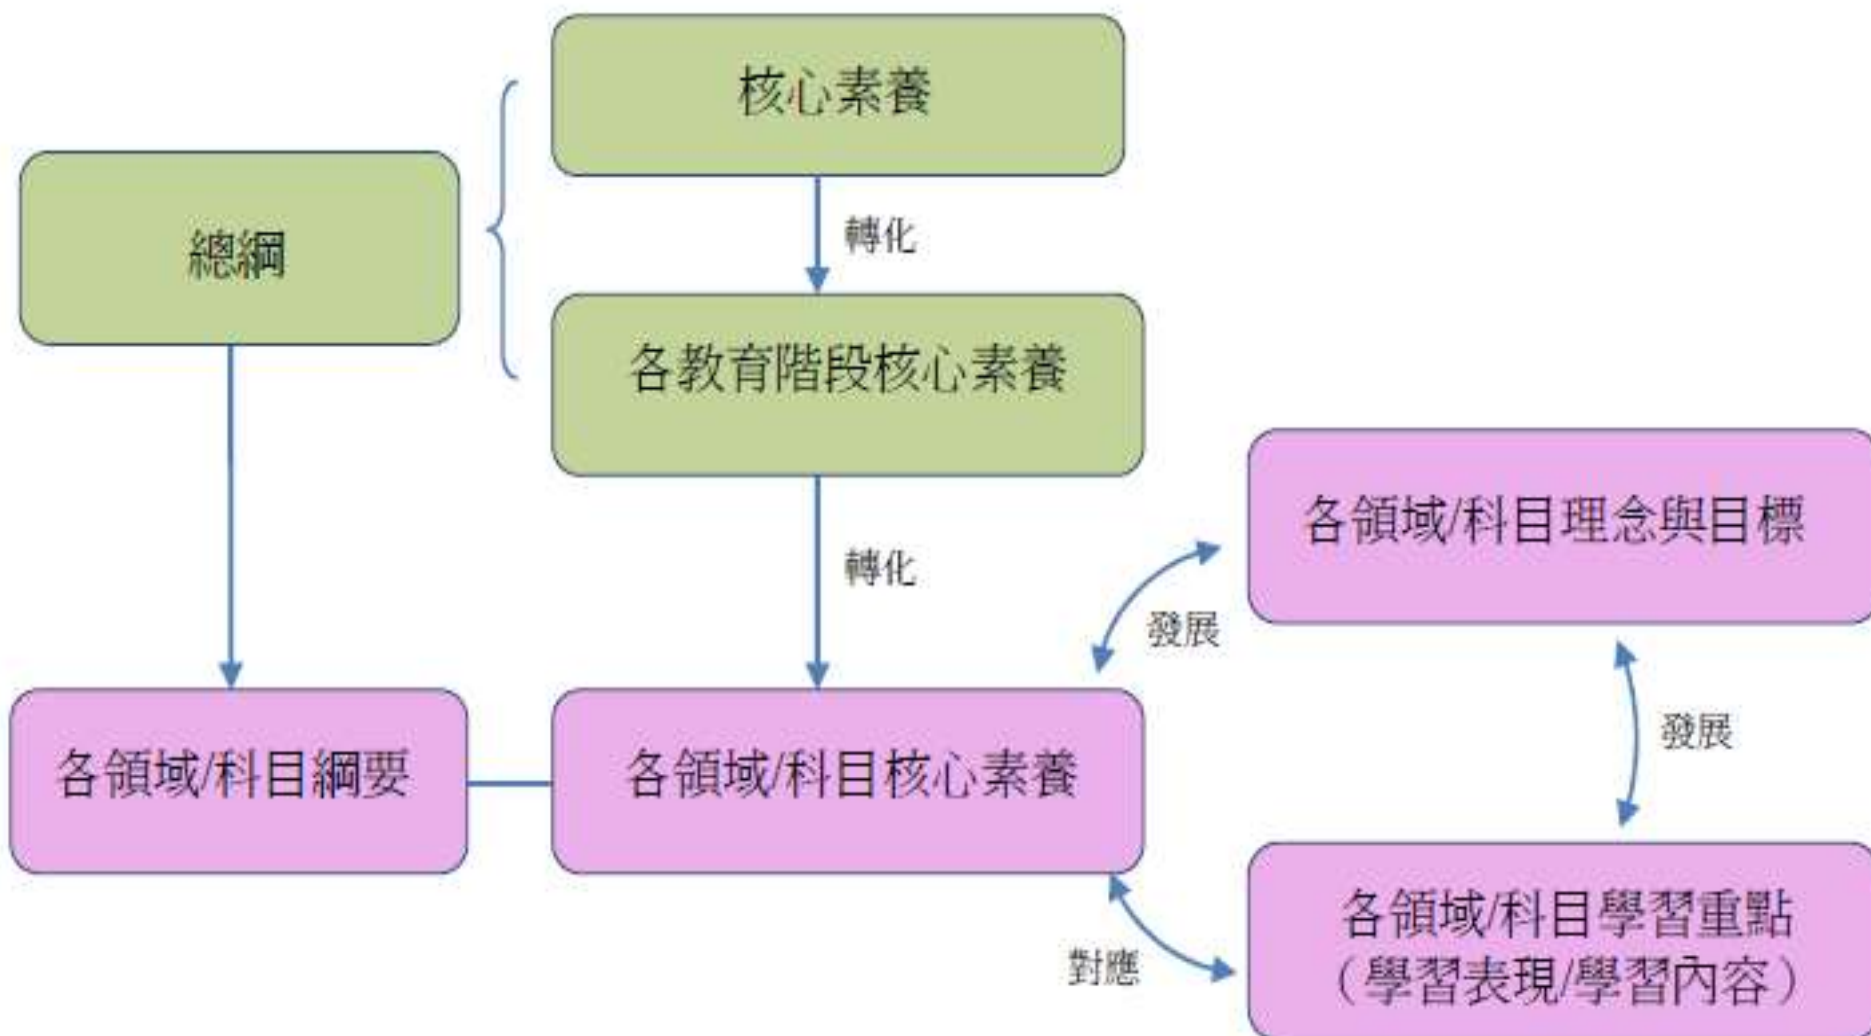 核心素養
總綱
轉化
各教育階段核心素養
轉化
各領域/科目理念與目標
發展
發展
各領域/科目綱要
各領域/科目核心素養
對應
各領域/科目學習重點
（學習表現/學習內容）